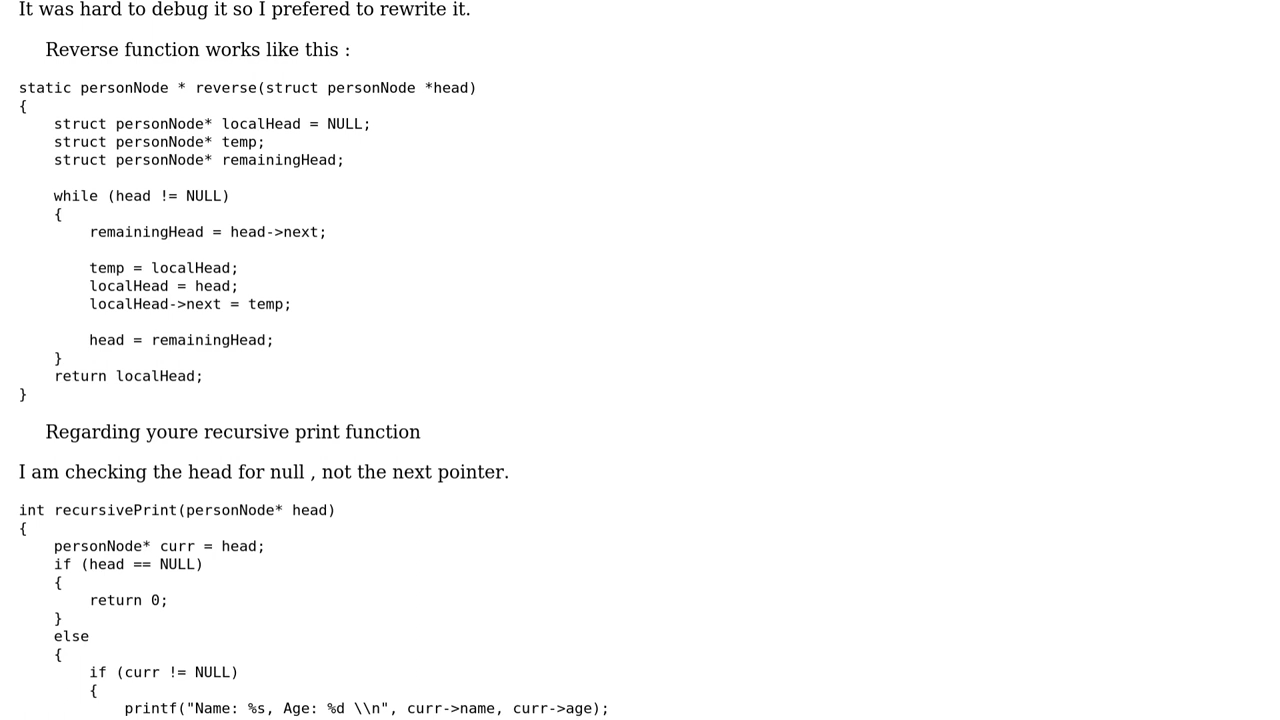 It was hard to debug it so I prefered to rewrite it.
Reverse function works like this :
static personNode * reverse(struct personNode *head)
{
    struct personNode* localHead = NULL;
    struct personNode* temp;
    struct personNode* remainingHead;

    while (head != NULL)
    {
        remainingHead = head->next;

        temp = localHead;
        localHead = head;
        localHead->next = temp;

        head = remainingHead;
    }
    return localHead;
}
Regarding youre recursive print function
I am checking the head for null , not the next pointer.
int recursivePrint(personNode* head)
{
    personNode* curr = head;
    if (head == NULL)
    {
        return 0;
    }
    else
    {
        if (curr != NULL)
        {
            printf("Name: %s, Age: %d \\n", curr->name, curr->age);